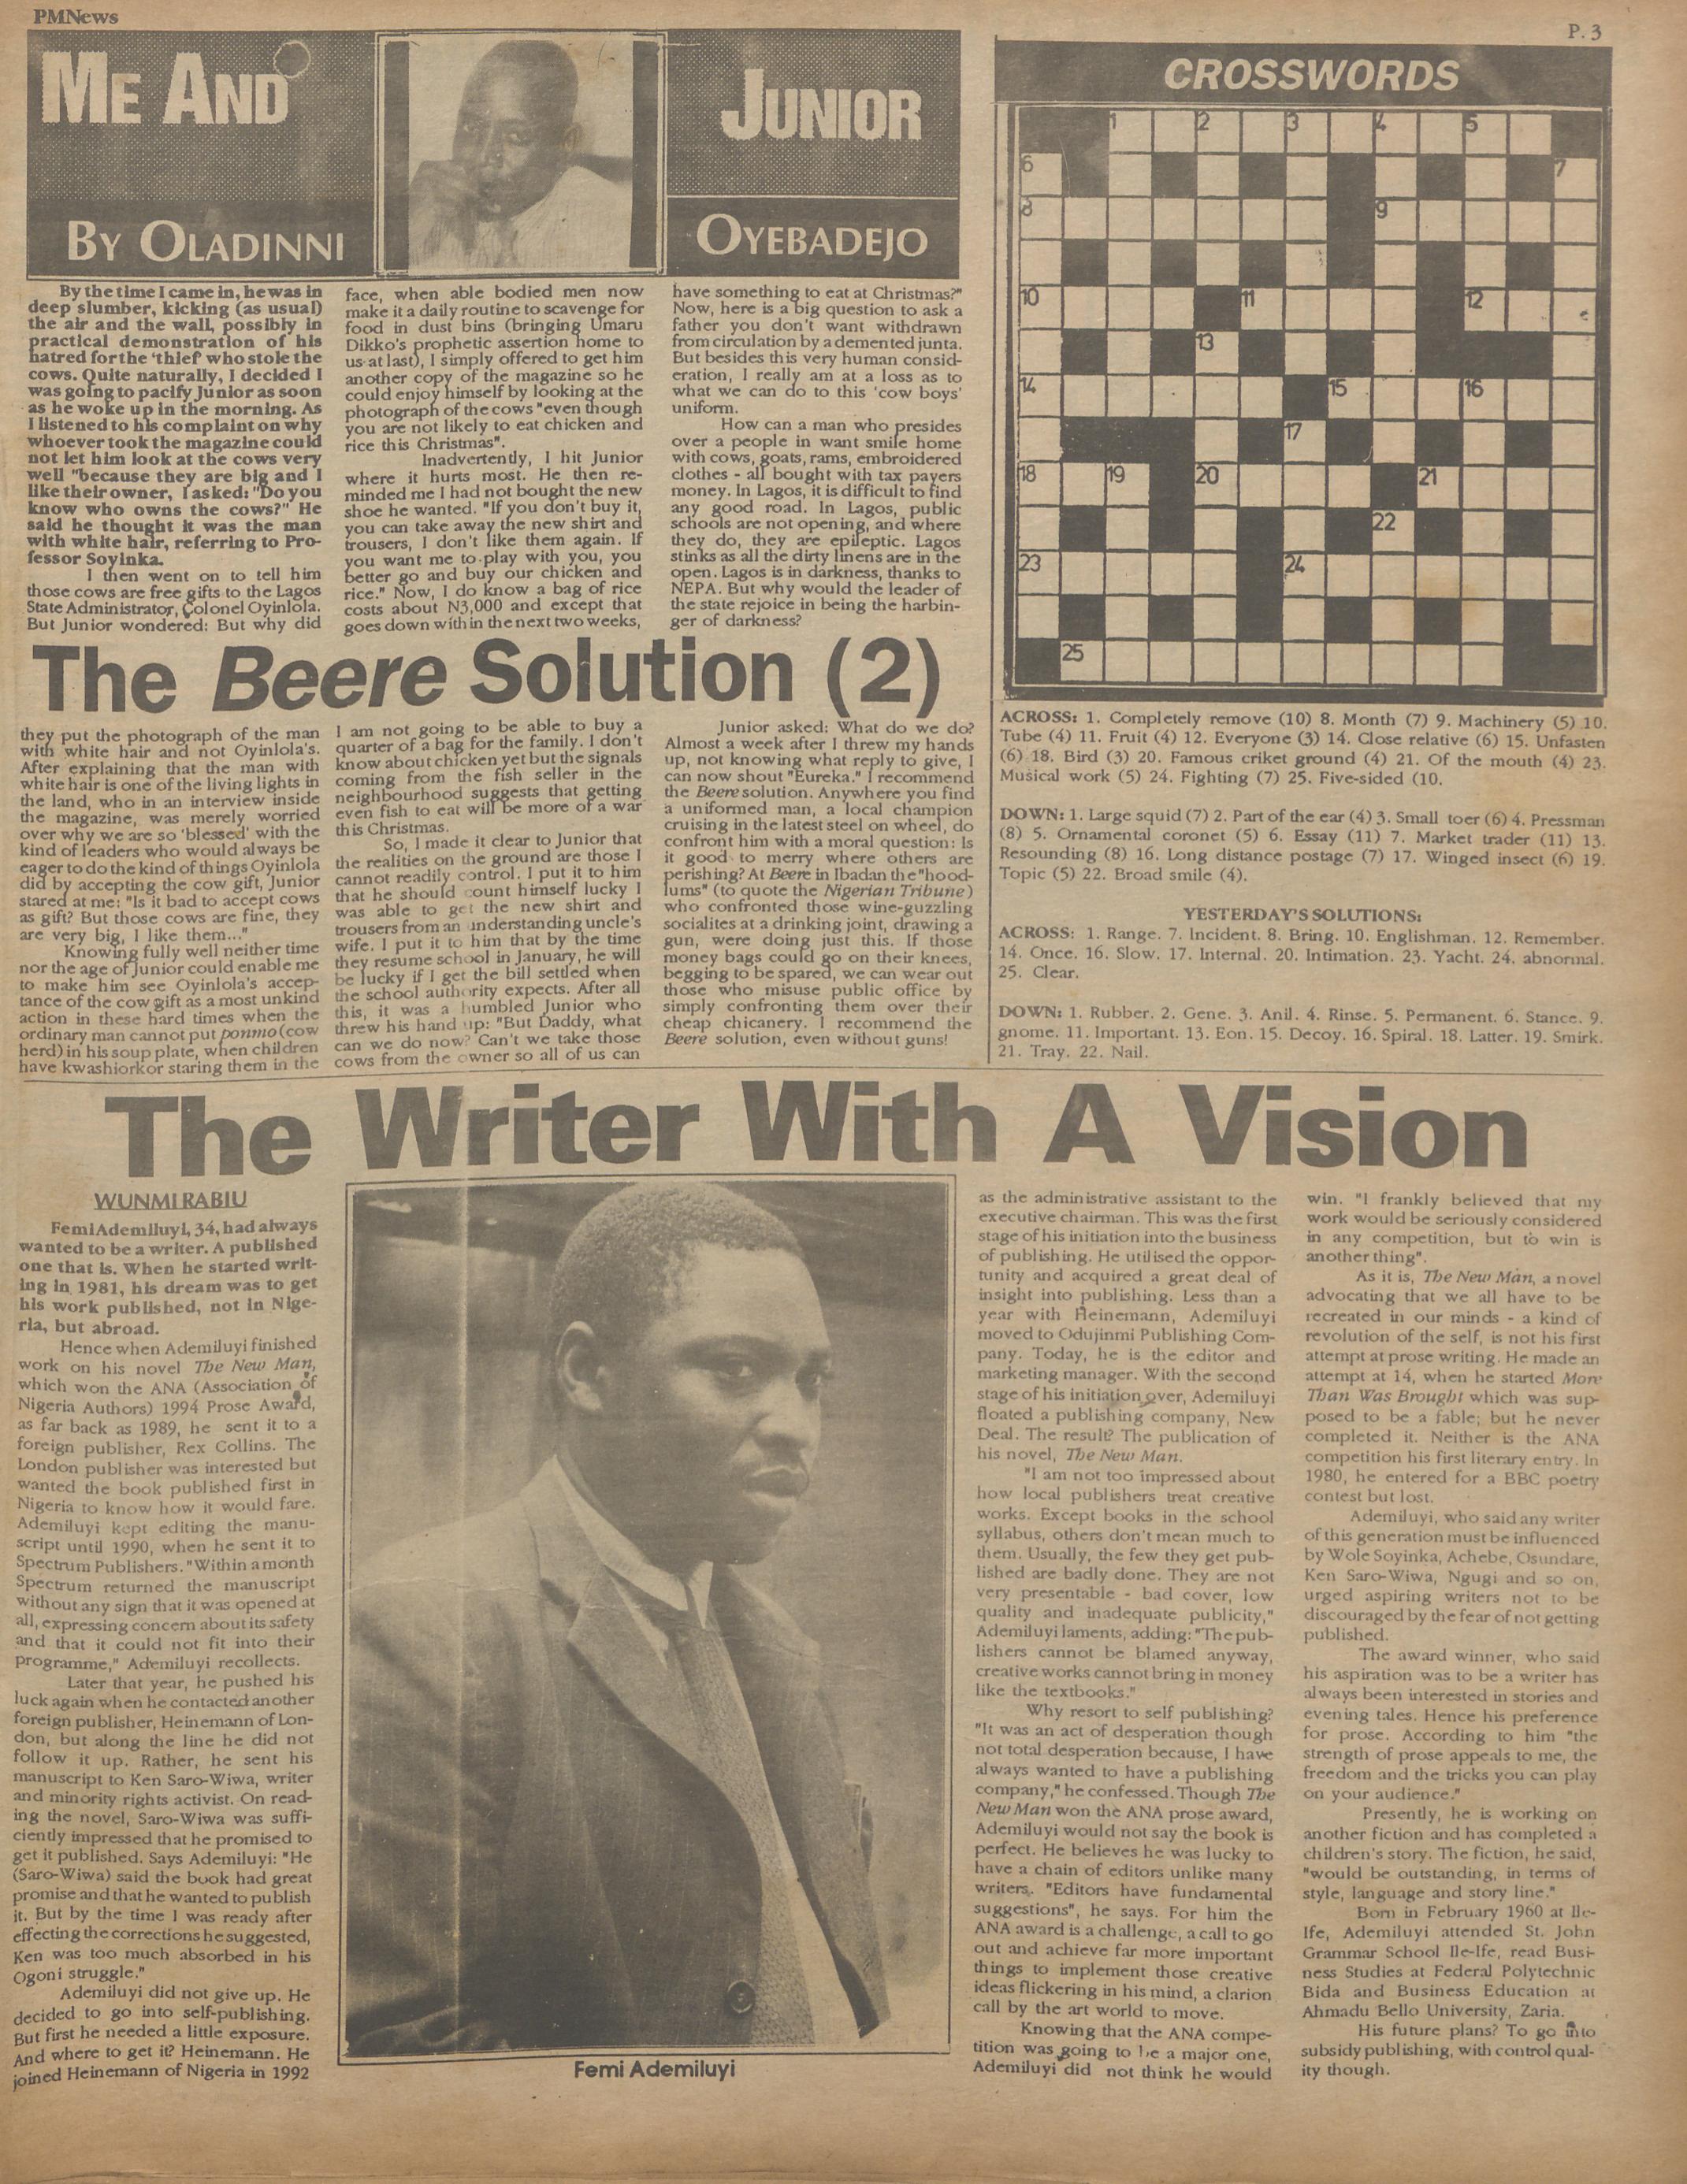 PMNews
P. 3
ME AND
JUNIOR
BY OLADINNI
OYEBADEJO
By the time I came in, he was in
deep slumber, kicking (as usual)
the air and the wall, possibly in
practical demonstration of his
hatred for the 'thief' who stole the
cows. Quite naturally, I decided I
was going to pacify Junior as soon
as he woke up in the morning. As
I listened to his complaint on why
whoever took the magazine could
not let him look at the cows very
well "because they are big and I
like their owner, I asked: "Do you
know who owns the cows?" He
said he thought it was the man
with white hair, referring to Pro-
fessor Soyinka.
I then went on to tell him
those cows are free gifts to the Lagos
State Administrator, Colonel Oyinlola.
But Junior wondered: But why did
face, when able bodied men now
make it a daily routine to scavenge for
food in dust bins (bringing Umaru
Dikko's prophetic assertion home to
us at last), I simply offered to get him
another copy of the magazine so he
could enjoy himself by looking at the
photograph of the cows "even though
you are not likely to eat chicken and
rice this Christmas".
Inadvertently, I hit Junior
where it hurts most. He then re-
minded me I had not bought the new
shoe he wanted. "If you don't buy it,
you can take away the new shirt and
trousers, I don't like them again. If
you want me to play with you, you
better go and buy our chicken and
rice." Now, I do know a bag of rice
costs about N3,000 and except that
goes down within the next two weeks,
have something to eat at Christmas?"
Now, here is a big question to ask a
father you don't want withdrawn
from circulation by a demented junta.
But besides this very human consid-
eration, I really am at a loss as to
what we can do to this 'cow boys'
uniform.
How can a man who presides
over a people in want smile home
with cows, goats, rams, embroidered
clothes - all bought with tax payers
money. In Lagos, it is difficult to find
any good road. In Lagos, public
schools are not opening, and where
they do, they are epileptic. Lagos
stinks as all the dirty linens are in the
open. Lagos is in darkness, thanks to
NEPA. But why would the leader of
the state rejoice in being the harbin-
ger of darkness?
The Beere Solution (2)
they put the photograph of the man
with white hair and not Oyinlola's.
After explaining that the man with
white hair is one of the living lights in
the land, who in an interview inside
the magazine, was merely worried
over why we are so 'blessed' with the
kind of leaders who would always be
eager to do the kind of things Oyinlola
did by accepting the cow gift, Junior
stared at me: "Is it bad to accept cows
as gift? But those cows are fine, they
are very big, I like them..."
Knowing fully well neither time
nor the age of Junior could enable me
to make him see Oyinlola's accep-
tance of the cow gift as a most unkind
action in these hard times when the
ordinary man cannot put ponmo (cow
herd) in his soup plate, when children
have kwashiorkor staring them in the
I am not going to be able to buy a
quarter of a bag for the family. I don't
know about chicken yet but the signals
coming from the fish seller in the
neighbourhood suggests that getting
even fish to eat will be more of a war
this Christmas.
So, I made it clear to Junior that
the realities on the ground are those I
cannot readily control. I put it to him
that he should count himself lucky I
was able to get the new shirt and
trousers from an understanding uncle's
wife. I put it to him that by the time
they resume school in January, he will
be lucky if I get the bill settled when
the school authority expects. After all
this, it was a humbled Junior who
threw his hand up: "But Daddy, what
can we do now? Can't we take those
cows from the owner so all of us can
Junior asked: What do we do?
Almost a week after I threw my hands
up, not knowing what reply to give, I
can now shout "Eureka." I recommend
the Beere solution. Anywhere you find
a uniformed man, a local champion
cruising in the latest steel on wheel, do
confront him with a moral question: Is
it good to merry where others are
perishing? At Beere in Ibadan the "hood-
lums" (to quote the Nigerian Tribune)
who confronted those wine-guzzling
socialites at a drinking joint, drawing a
gun, were doing just this. If those
money bags could go on their knees,
begging to be spared, we can wear out
those who misuse public office by
simply confronting them over their
cheap chicanery. I recommend the
Beere solution, even without guns!
CROSSWORDS
1 2 3 4 5
6 7
8 9
10 11 12
13
14 15 16
17
18 19 20 21
22
23 24
25
ACROSS: 1. Completely remove (10) 8. Month (7) 9. Machinery (5) 10.
Tube (4) 11. Fruit (4) 12. Everyone (3) 14. Close relative (6) 15. Unfasten
(6) 18. Bird (3) 20. Famous criket ground (4) 21. Of the mouth (4) 23.
Musical work (5) 24. Fighting (7) 25. Five-sided (10.
DOWN: 1. Large squid (7) 2. Part of the ear (4) 3. Small toer (6) 4. Pressman
(8) 5. Ornamental coronet (5) 6. Essay (11) 7. Market trader (11) 13.
Resounding (8) 16. Long distance postage (7) 17. Winged insect (6) 19.
Topic (5) 22. Broad smile (4).
YESTERDAY'S SOLUTIONS:
ACROSS: 1. Range. 7. Incident. 8. Bring. 10. Englishman. 12. Remember.
14. Once. 16. Slow. 17. Internal. 20. Intimation. 23. Yacht. 24. abnormal.
25. Clear.
DOWN: 1. Rubber. 2. Gene. 3. Anil. 4. Rinse. 5. Permanent. 6. Stance. 9.
gnome. 11. Important. 13. Eon. 15. Decoy. 16. Spiral. 18. Latter. 19. Smirk.
21. Tray. 22. Nail.
The Writer With A Vision
WUNMI RABIU
Femi Ademiluyi, 34, had always
wanted to be a writer. A published
one that is. When he started writ-
ing in 1981, his dream was to get
his work published, not in Nige-
ria, but abroad.
Hence when Ademiluyi finished
work on his novel The New Man,
which won the ANA (Association of
Nigeria Authors) 1994 Prose Award,
as far back as 1989, he sent it to a
foreign publisher, Rex Collins. The
London publisher was interested but
wanted the book published first in
Nigeria to know how it would fare.
Ademiluyi kept editing the manu-
script until 1990, when he sent it to
Spectrum Publishers. "Within a month
Spectrum returned the manuscript
without any sign that it was opened at
all, expressing concern about its safety
and that it could not fit into their
programme," Ademiluyi recollects.
Later that year, he pushed his
luck again when he contacted another
foreign publisher, Heinemann of Lon-
don, but along the line he did not
follow it up. Rather, he sent his
manuscript to Ken Saro-Wiwa, writer
and minority rights activist. On read-
ing the novel, Saro-Wiwa was suffi-
ciently impressed that he promised to
get it published. Says Ademiluyi: "He
(Saro-Wiwa) said the book had great
promise and that he wanted to publish
it. But by the time I was ready after
effecting the corrections he suggested,
Ken was too much absorbed in his
Ogoni struggle."
Ademiluyi did not give up. He
decided to go into self-publishing.
But first he needed a little exposure.
And where to get it? Heinemann. He
joined Heinemann of Nigeria in 1992
Femi Ademiluyi
as the administrative assistant to the
executive chairman. This was the first
stage of his initiation into the business
of publishing. He utilised the oppor-
tunity and acquired a great deal of
insight into publishing. Less than a
year with Heinemann, Ademiluyi
moved to Odujinmi Publishing Com-
pany. Today, he is the editor and
marketing manager. With the second
stage of his initiation over, Ademiluyi
floated a publishing company, New
Deal. The result? The publication of
his novel, The New Man.
"I am not too impressed about
how local publishers treat creative
works. Except books in the school
syllabus, others don't mean much to
them. Usually, the few they get pub-
lished are badly done. They are not
very presentable - bad cover, low
quality and inadequate publicity,"
Ademiluyi laments, adding: "The pub-
lishers cannot be blamed anyway,
creative works cannot bring in money
like the textbooks."
Why resort to self publishing?
"It was an act of desperation though
not total desperation because, I have
always wanted to have a publishing
company," he confessed. Though The
New Man won the ANA prose award,
Ademiluyi would not say the book is
perfect. He believes he was lucky to
have a chain of editors unlike many
writers. "Editors have fundamental
suggestions", he says. For him the
ANA award is a challenge, a call to go
out and achieve far more important
things to implement those creative
ideas flickering in his mind, a clarion
call by the art world to move.
Knowing that the ANA compe-
tition was going to be a major one,
Ademiluyi did not think he would
win. "I frankly believed that my
work would be seriously considered
in any competition, but to win is
another thing".
As it is, The New Man, a novel
advocating that we all have to be
recreated in our minds - a kind of
revolution of the self, is not his first
attempt at prose writing. He made an
attempt at 14, when he started More
Than Was Brought which was sup-
posed to be a fable; but he never
completed it. Neither is the ANA
competition his first literary entry. In
1980, he entered for a BBC poetry
contest but lost.
Ademiluyi, who said any writer
of this generation must be influenced
by Wole Soyinka, Achebe, Osundare,
Ken Saro-Wiwa, Ngugi and so on,
urged aspiring writers not to be
discouraged by the fear of not getting
published.
The award winner, who said
his aspiration was to be a writer has
always been interested in stories and
evening tales. Hence his preference
for prose. According to him "the
strength of prose appeals to me, the
freedom and the tricks you can play
on your audience."
Presently, he is working on
another fiction and has completed a
children's story. The fiction, he said,
"would be outstanding, in terms of
style, language and story line."
Born in February 1960 at Ile-
Ife, Ademiluyi attended St. John
Grammar School Ile-Ife, read Busi-
ness Studies at Federal Polytechnic
Bida and Business Education at
Ahmadu Bello University, Zaria.
His future plans? To go into
subsidy publishing, with control qual-
ity though.